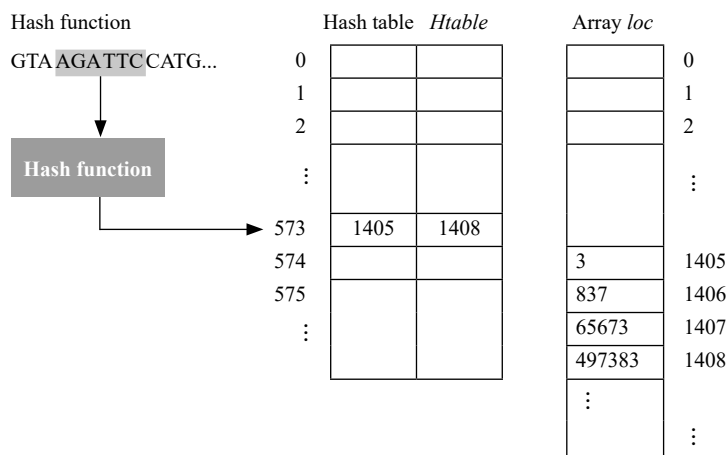 Hash function
Hash table Htable
Array loc
GTA AGATTC CATG...
0
0
1
1
2
2
Hash function
⋮
⋮
573 1405 1408
574
3 1405
575
837 1406
⋮
65673 1407
497383 1408
⋮
⋮